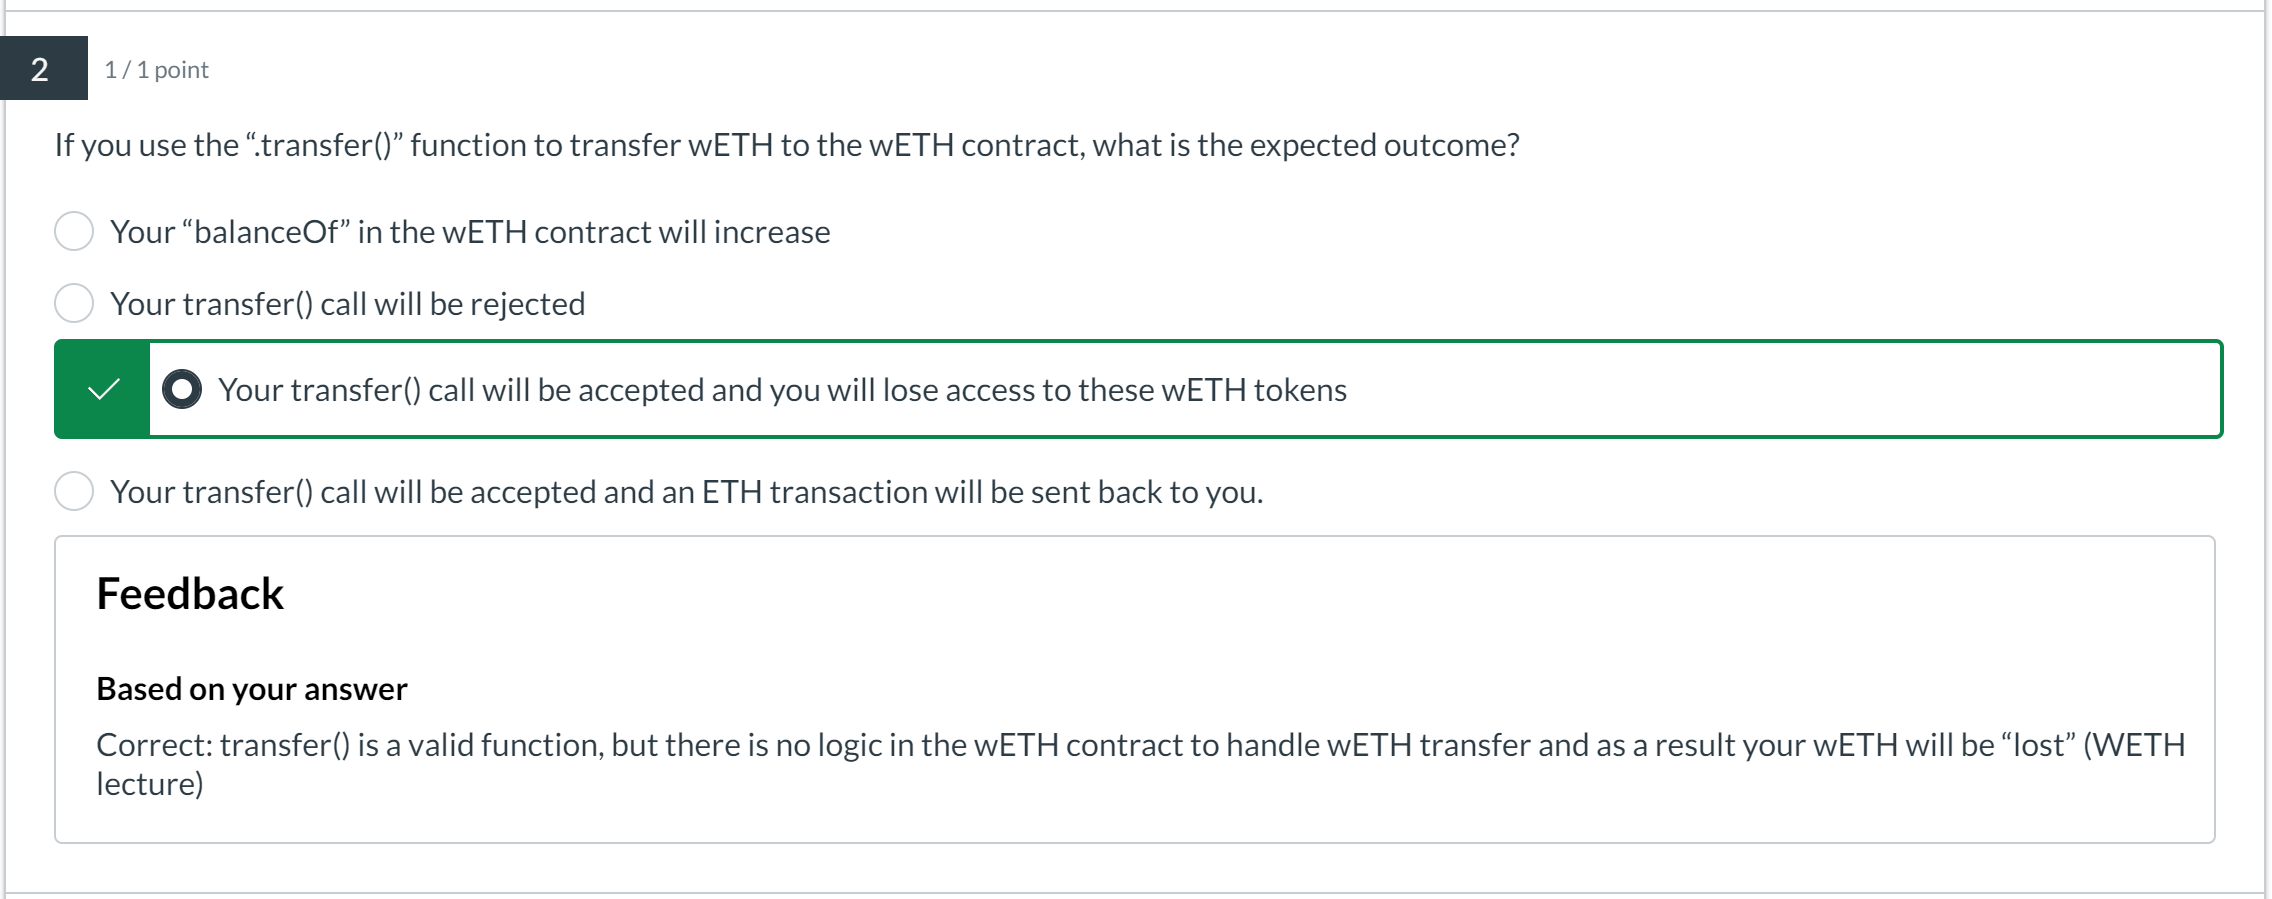 2
1 / 1 point
If you use the “.transfer()” function to transfer wETH to the wETH contract, what is the expected outcome?
Your “balanceOf” in the wETH contract will increase
Your transfer() call will be rejected
Your transfer() call will be accepted and you will lose access to these wETH tokens
Your transfer() call will be accepted and an ETH transaction will be sent back to you.
Feedback
Based on your answer
Correct: transfer() is a valid function, but there is no logic in the wETH contract to handle wETH transfer and as a result your wETH will be “lost” (WETH
lecture)